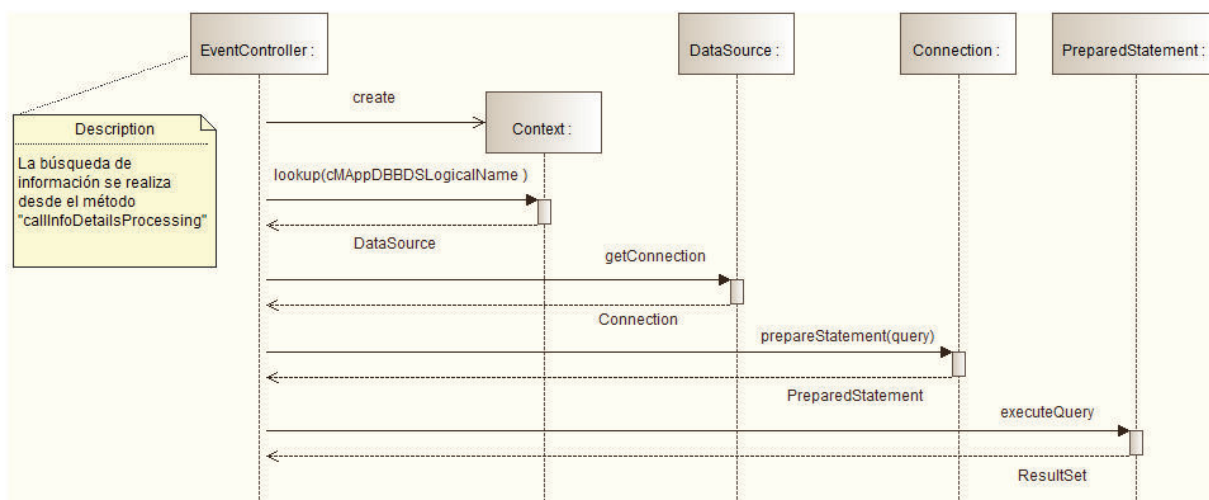 EventController :
DataSource :
Connection :
PreparedStatement :
create
Context :
Description
La búsqueda de
información se realiza
desde el método
"callInfoDetailsProcessing"
lookup(cMAppDBBDSLogicalName )
DataSource
getConnection
Connection
prepareStatement(query)
PreparedStatement
executeQuery
ResultSet